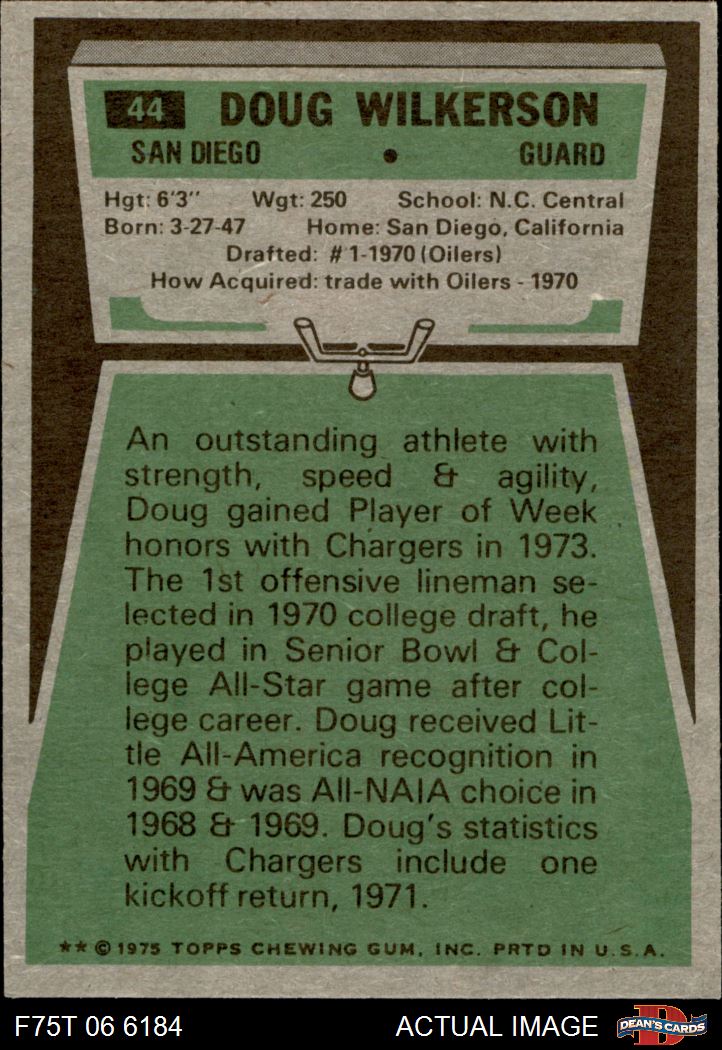 44 DOUG WILKERSON
SAN DIEGO • GUARD
Hgt: 6'3" Wgt: 250 School: N.C. Central
Born: 3-27-47 Home: San Diego, California
Drafted: #1-1970 (Oilers)
How Acquired: trade with Oilers - 1970
An outstanding athlete with
strength, speed & agility,
Doug gained Player of Week
honors with Chargers in 1973.
The 1st offensive lineman se-
lected in 1970 college draft, he
played in Senior Bowl & Col-
lege All-Star game after col-
lege career. Doug received Lit-
tle All-America recognition in
1969 & was All-NAIA choice in
1968 & 1969. Doug's statistics
with Chargers include one
kickoff return, 1971.
** © 1975 TOPPS CHEWING GUM, INC. PRTD IN U.S.A.
F75T 06 6184 ACTUAL IMAGE D DEAN'S CARDS